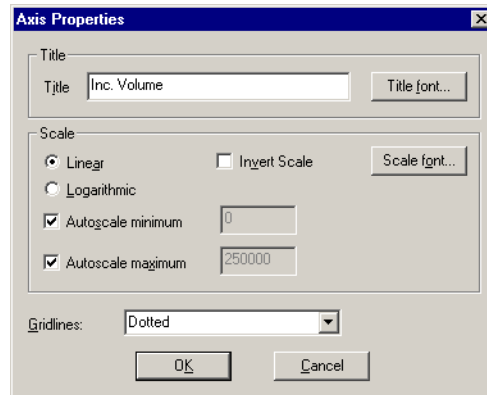 Axis Properties
Title
Title Inc. Volume Title font...
Scale
Linear Invert Scale Scale font...
Logarithmic
Autoscale minimum 0
Autoscale maximum 250000
Gridlines: Dotted
OK Cancel